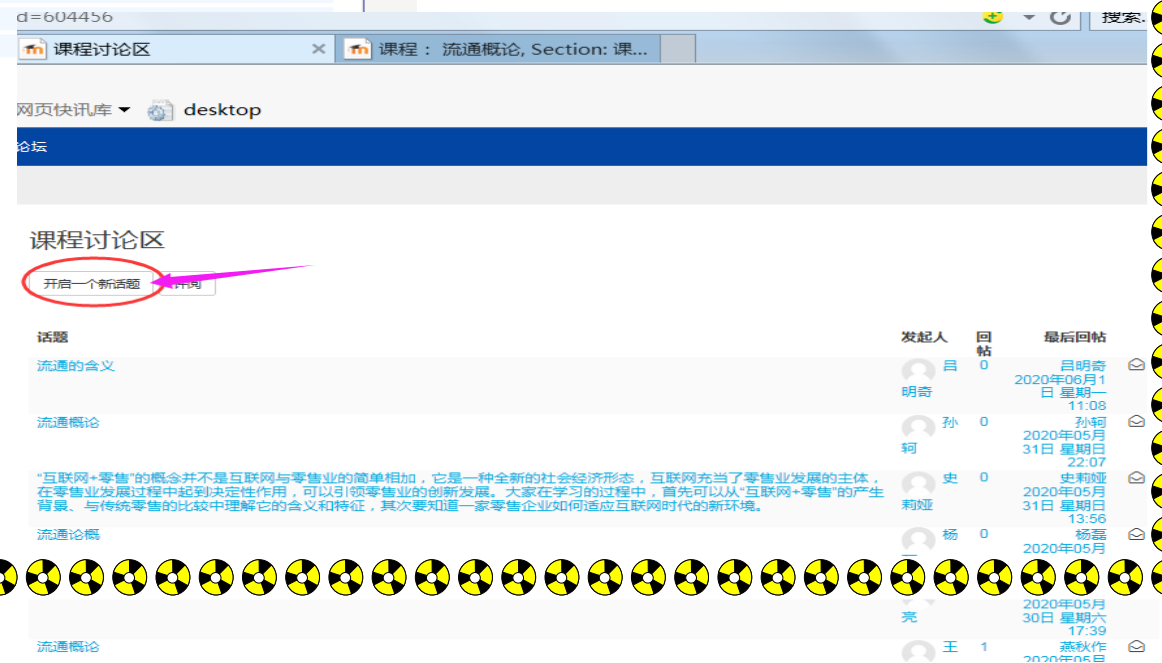 d=604456
搜索.
课程讨论区
课程： 流通概论, Section: 课...
网页快讯库
desktop
论坛
课程讨论区
开启一个新话题
话题
发起人
回帖
最后回帖
流通的含义
吕明奇
0
吕明奇
2020年06月1
日 星期一
11:08
流通概论
孙轲
0
孙轲
2020年05月
31日 星期日
22:07
“互联网+零售”的概念并不是互联网与零售业的简单相加，它是一种全新的社会经济形态，互联网充当了零售业发展的主体，
在零售业发展过程中起到决定性作用，可以引领零售业的创新发展。大家在学习的过程中，首先可以从“互联网+零售”的产生
背景、与传统零售的比较中理解它的含义和特征，其次要知道一家零售企业如何适应互联网时代的新环境。
史莉娅
0
史莉娅
2020年05月
31日 星期日
13:56
流通论概
杨
0
杨磊
2020年05月
亮
2020年05月
30日 星期六
17:39
流通概论
王
1
燕秋作
2020年05月